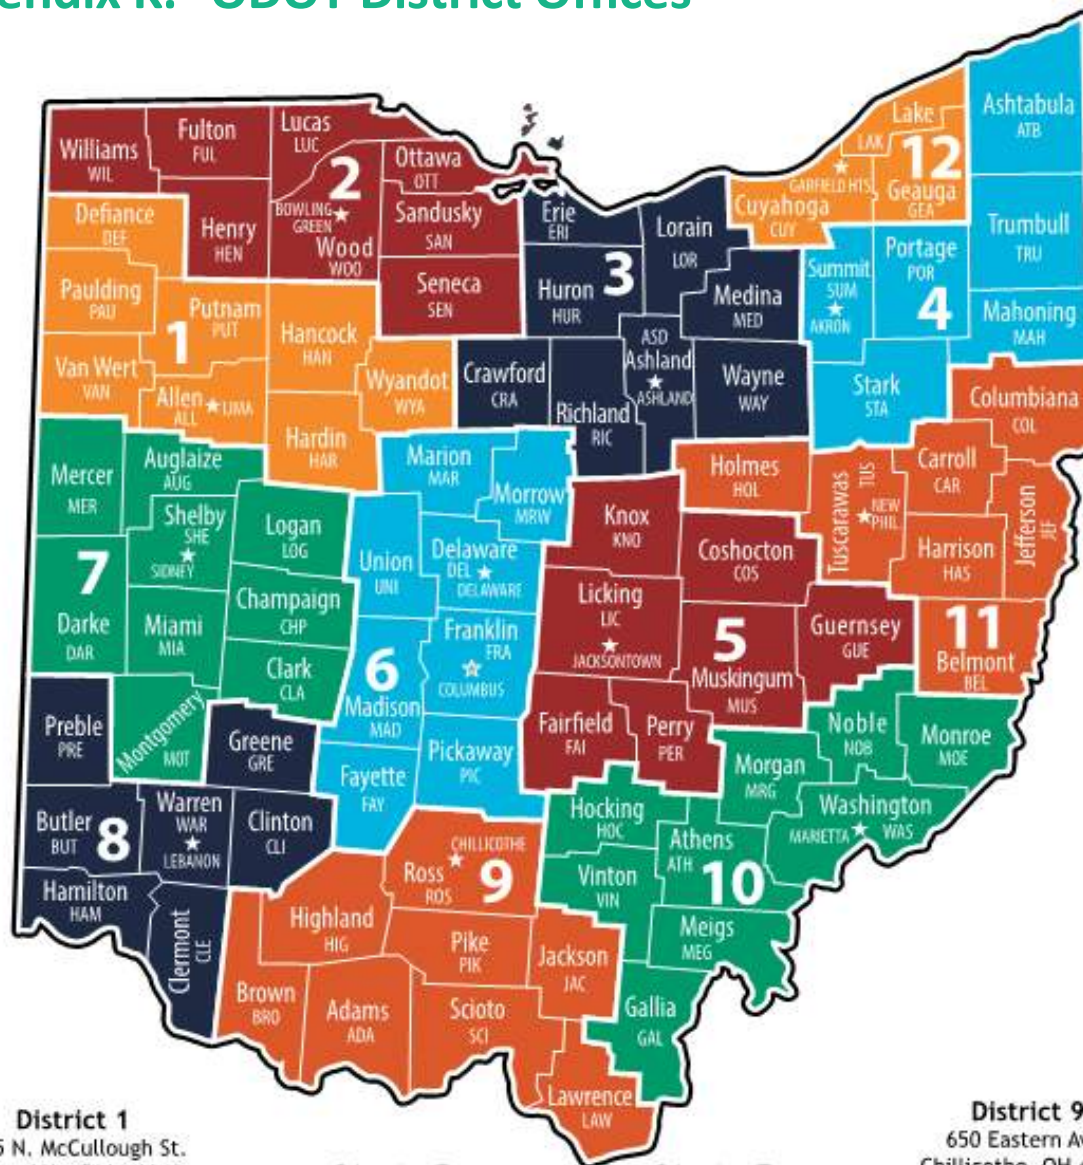 ODOT District Offices
Williams
WIL
Fulton
FUL
Lucas
LUC
2
BOWLING
GREEN
Wood
WOO
Ottawa
OTT
Henry
HEN
Sandusky
SAN
Seneca
SEN
Defiance
DEF
Paulding
PAU
1
Putnam
PUT
Hancock
HAN
Van Wert
VAN
Allen
ALL
LIMA
Wyandot
WYA
Hardin
HAR
Erie
ERI
Lorain
LOR
3
Huron
HUR
Medina
MED
ASD
Ashland
ASHLAND
Crawford
CRA
Richland
RIC
Wayne
WAY
Lake
LAK
12
GARFIELD HTS
Geauga
GEA
Cuyahoga
CUY
Ashtabula
ATB
Trumbull
TRU
Portage
POR
4
Summit
SUM
AKRON
Mahoning
MAH
Stark
STA
Columbiana
COL
Carroll
CAR
Holmes
HOL
Tuscarawas
TUS
NEW
PHIL
Harrison
HAS
Jefferson
JEF
11
Belmont
BEL
Mercer
MER
Auglaize
AUG
Shelby
SHE
SIDNEY
Logan
LOG
7
Darke
DAR
Miami
MIA
Champaign
CHP
Clark
CLA
Montgomery
MOT
Marion
MAR
Morrow
MRW
Union
UNI
Delaware
DEL
DELAWARE
Franklin
FRA
COLUMBUS
6
Madison
MAD
Pickaway
PIC
Fayette
FAY
Knox
KNO
Coshocton
COS
Licking
LIC
JACKSONTOWN
5
Muskingum
MUS
Guernsey
GUE
Fairfield
FAI
Perry
PER
Preble
PRE
Greene
GRE
Butler
BUT
8
Warren
WAR
LEBANON
Clinton
CLI
Hamilton
HAM
Clermont
CLE
Noble
NOB
Monroe
MOE
Morgan
MRG
Washington
WAS
MARIETTA
Hocking
HOC
Athens
ATH
10
Vinton
VIN
Meigs
MEG
Gallia
GAL
CHILLICOTHE
Ross
ROS
9
Highland
HIG
Pike
PIK
Jackson
JAC
Brown
BRO
Adams
ADA
Scioto
SCI
Lawrence
LAW
District 1
N. McCullough St.
District 9
650 Eastern